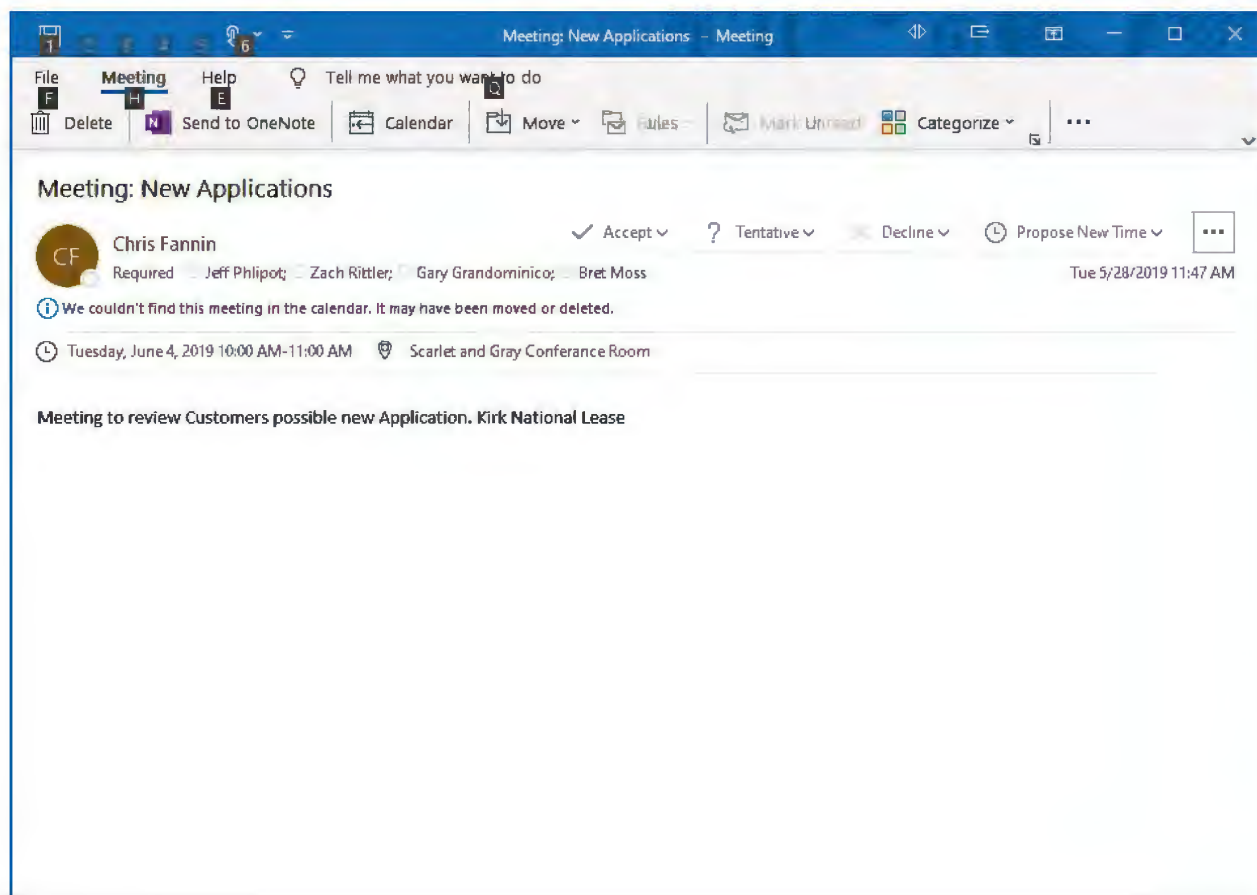 Meeting: New Applications – Meeting
1 6
File Meeting Help Tell me what you want to do
F H E Q
Delete Send to OneNote Calendar Move Rules Mark Unread Categorize ...
Meeting: New Applications
CF
Chris Fannin
Accept ? Tentative Decline Propose New Time ...
Required Jeff Phlipot; Zach Rittler; Gary Grandominico; Bret Moss
Tue 5/28/2019 11:47 AM
We couldn't find this meeting in the calendar. It may have been moved or deleted.
Tuesday, June 4, 2019 10:00 AM-11:00 AM Scarlet and Gray Conferance Room
Meeting to review Customers possible new Application. Kirk National Lease